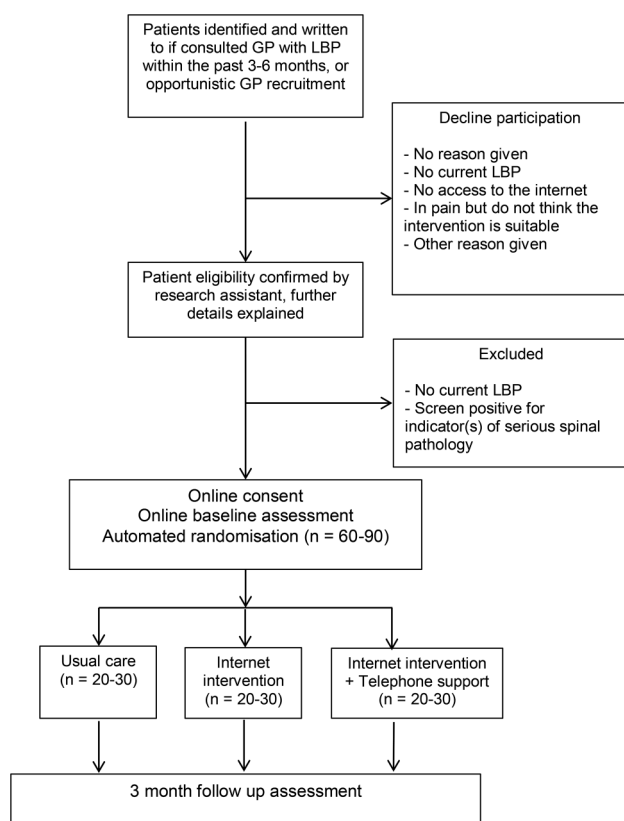 Patients identified and written
to if consulted GP with LBP
within the past 3-6 months, or
opportunistic GP recruitment
Decline participation
- No reason given
- No current LBP
- No access to the internet
- In pain but do not think the
intervention is suitable
- Other reason given
Patient eligibility confirmed by
research assistant, further
details explained
Excluded
- No current LBP
- Screen positive for
indicator(s) of serious spinal
pathology
Online consent
Online baseline assessment
Automated randomisation (n = 60-90)
Usual care
(n = 20-30)
Internet
intervention
(n = 20-30)
Internet intervention
+ Telephone support
(n = 20-30)
3 month follow up assessment